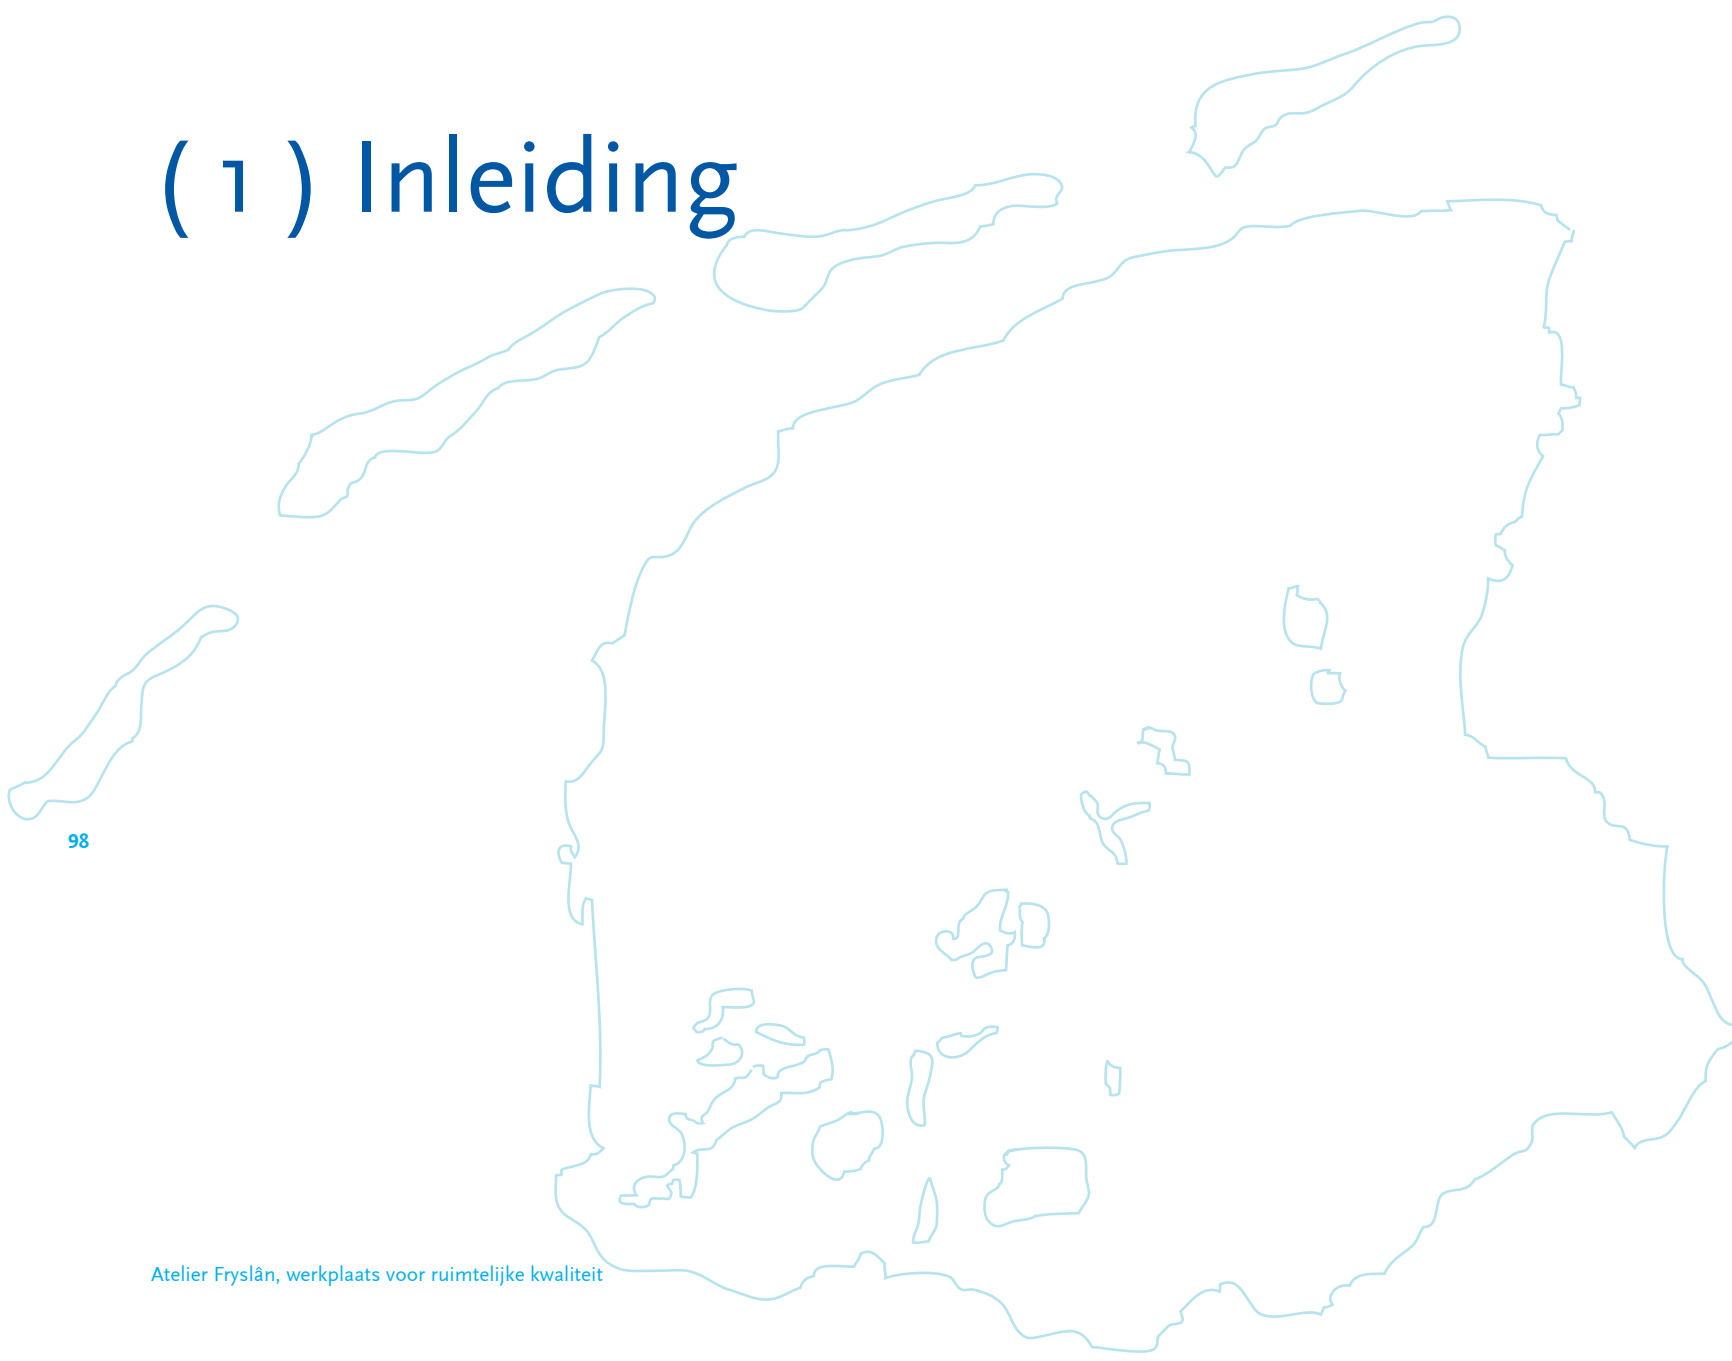 ( 1 ) Inleiding
98
Atelier Fryslân, werkplaats voor ruimtelijke kwaliteit